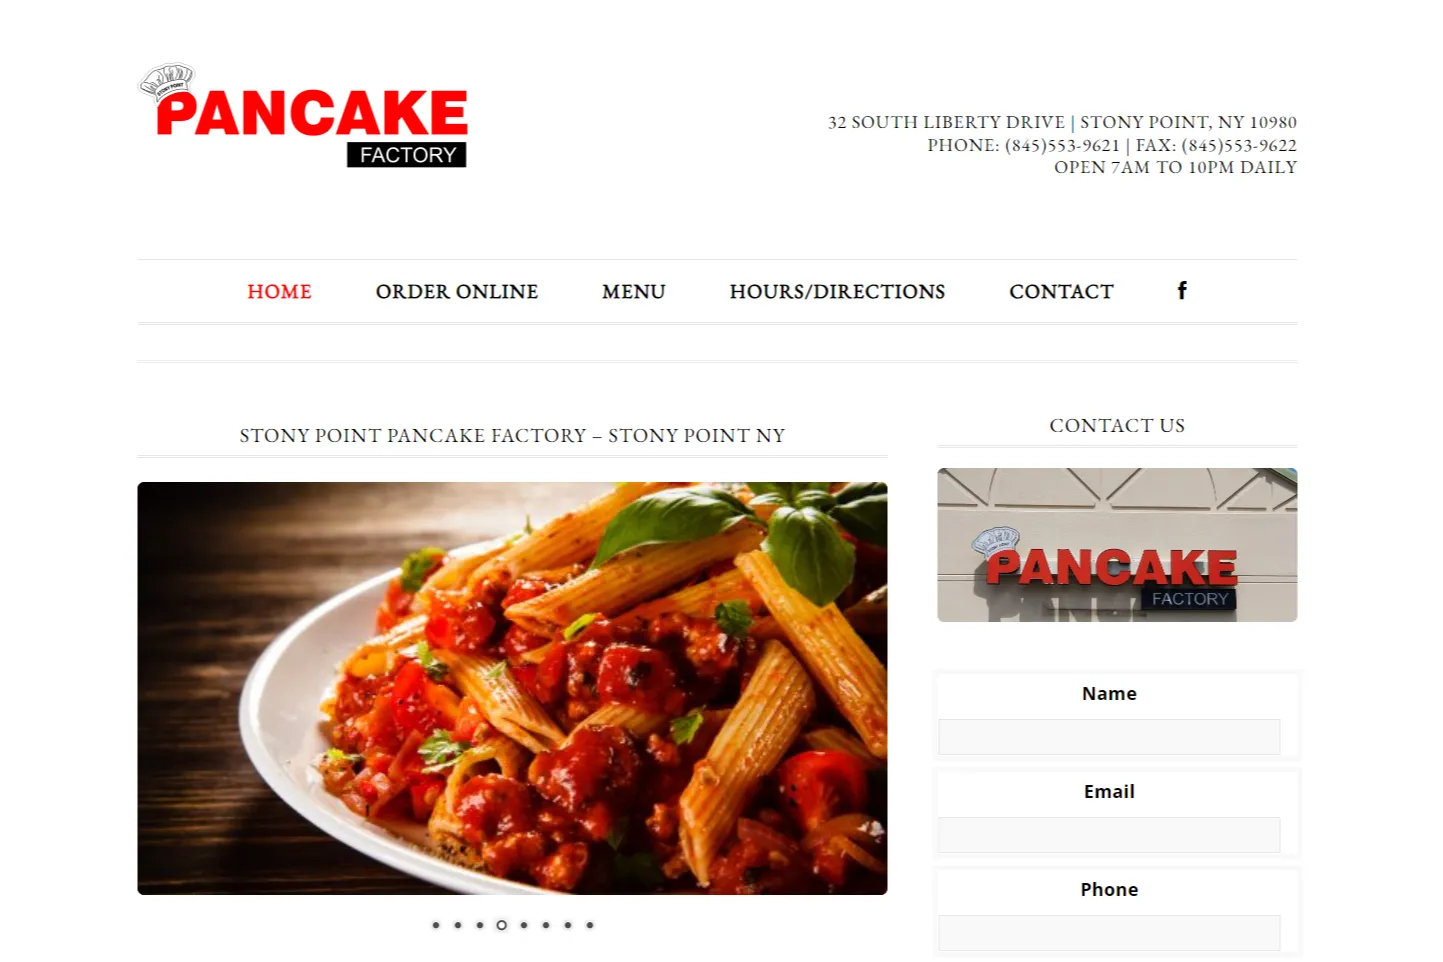 STONY POINT
PANCAKE
FACTORY
32 SOUTH LIBERTY DRIVE | STONY POINT, NY 10980
PHONE: (845)553-9621 | FAX: (845)553-9622
OPEN 7AM TO 10PM DAILY
HOME ORDER ONLINE MENU HOURS/DIRECTIONS CONTACT f
STONY POINT PANCAKE FACTORY – STONY POINT NY
CONTACT US
PANCAKE
FACTORY
Name
Email
Phone